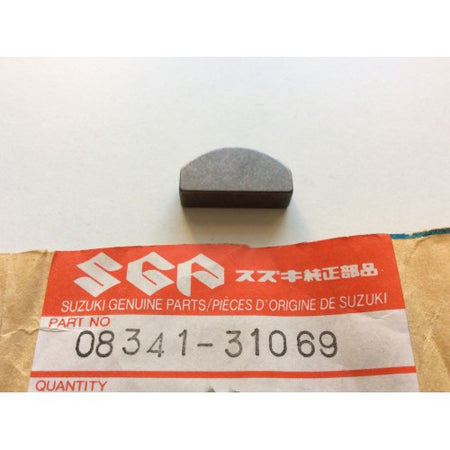 SGP スズキ純正部品
SUZUKI GENUINE PARTS/PIÈCES D'ORIGINE DE SUZUKI
PART NO
08341-31069
QUANTITY